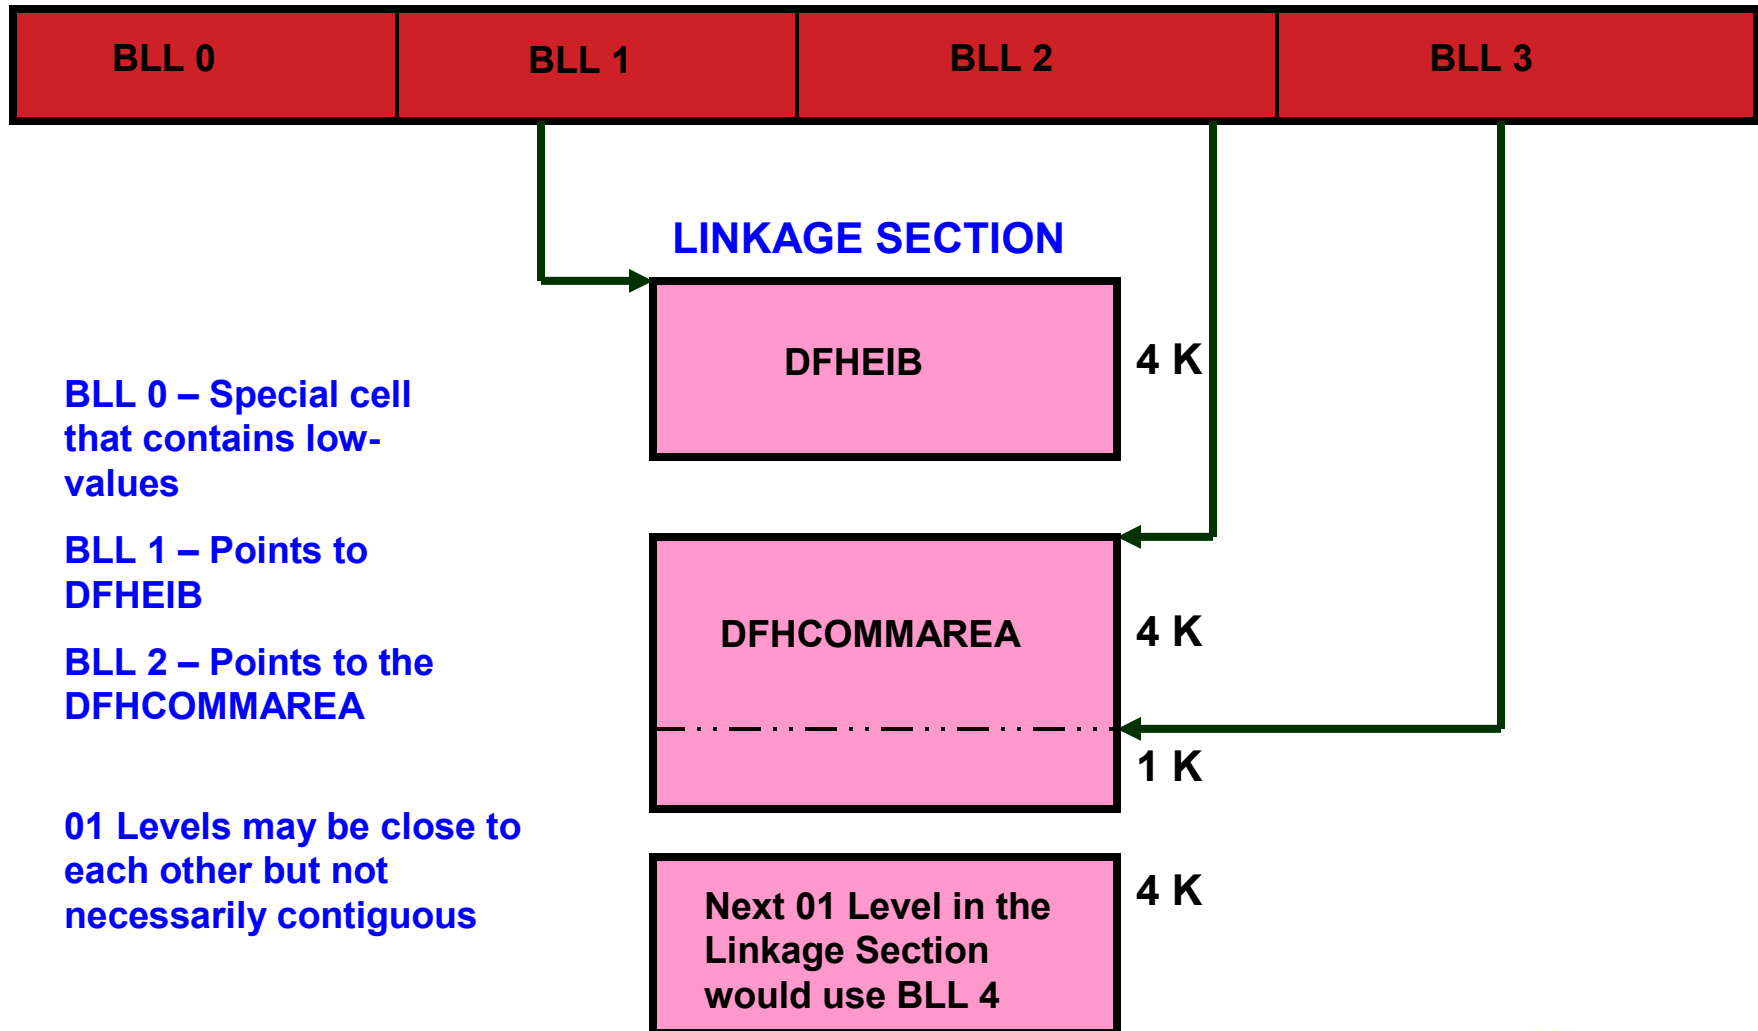 BLL 0
BLL 1
BLL 2
BLL 3
LINKAGE SECTION
DFHEIB
4 K
BLL 0 – Special cell
that contains low-
values
BLL 1 – Points to
DFHEIB
BLL 2 – Points to the
DFHCOMMAREA
DFHCOMMAREA
4 K
1 K
01 Levels may be close to
each other but not
necessarily contiguous
Next 01 Level in the
Linkage Section
would use BLL 4
4 K